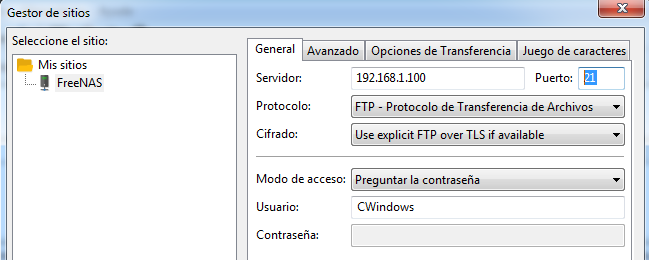 Gestor de sitios
Seleccione el sitio:
Mis sitios
FreeNAS
General Avanzado Opciones de Transferencia Juego de caracteres
Servidor: 192.168.1.100 Puerto: 21
Protocolo: FTP - Protocolo de Transferencia de Archivos
Cifrado: Use explicit FTP over TLS if available
Modo de acceso: Preguntar la contraseña
Usuario: CWindows
Contraseña: